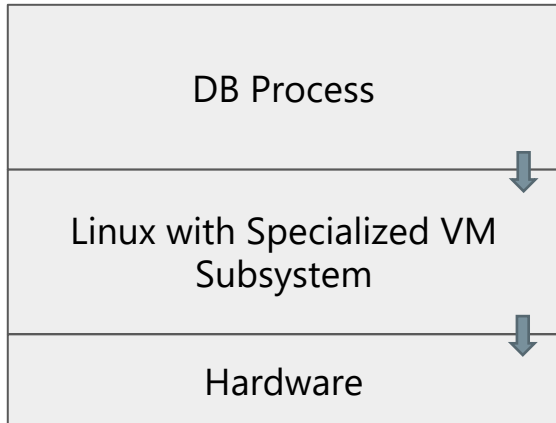 DB Process
Linux with Specialized VM
Subsystem
Hardware